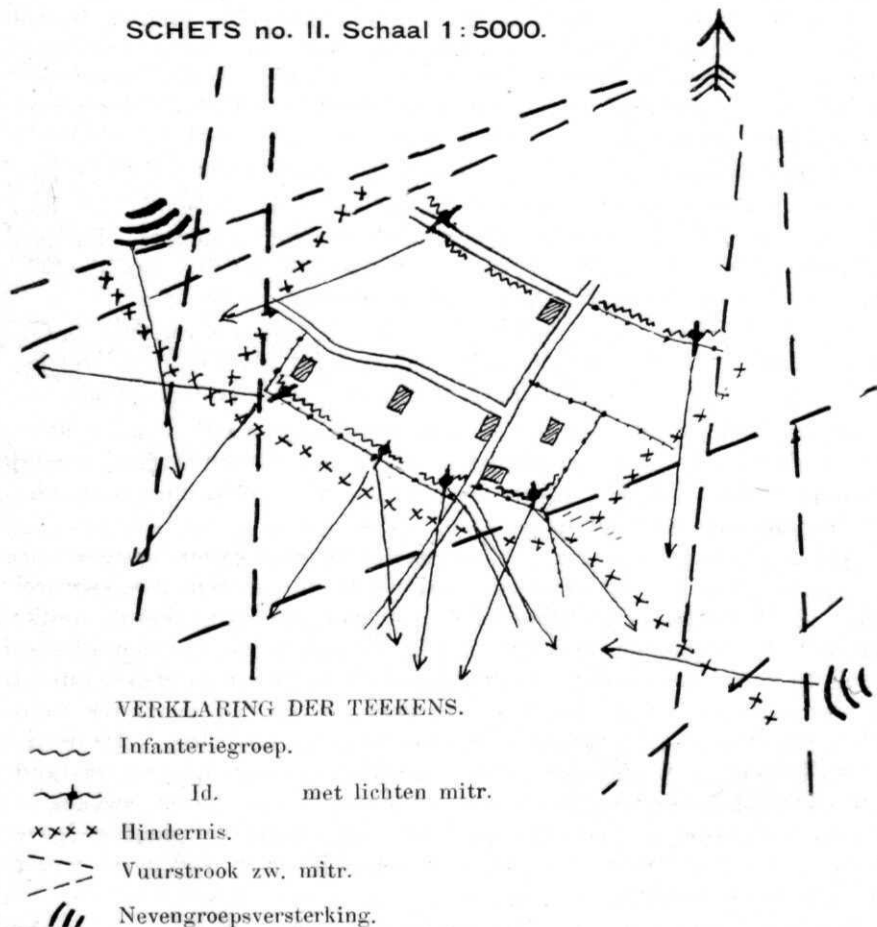 SCHETS no. II. Schaal 1 : 5000.
VERKLARING DER TEEKENS.
Infanteriegroep.
Id. met lichten mitr.
Hindernis.
Vuurstrook zw. mitr.
Nevengroepsversterking.